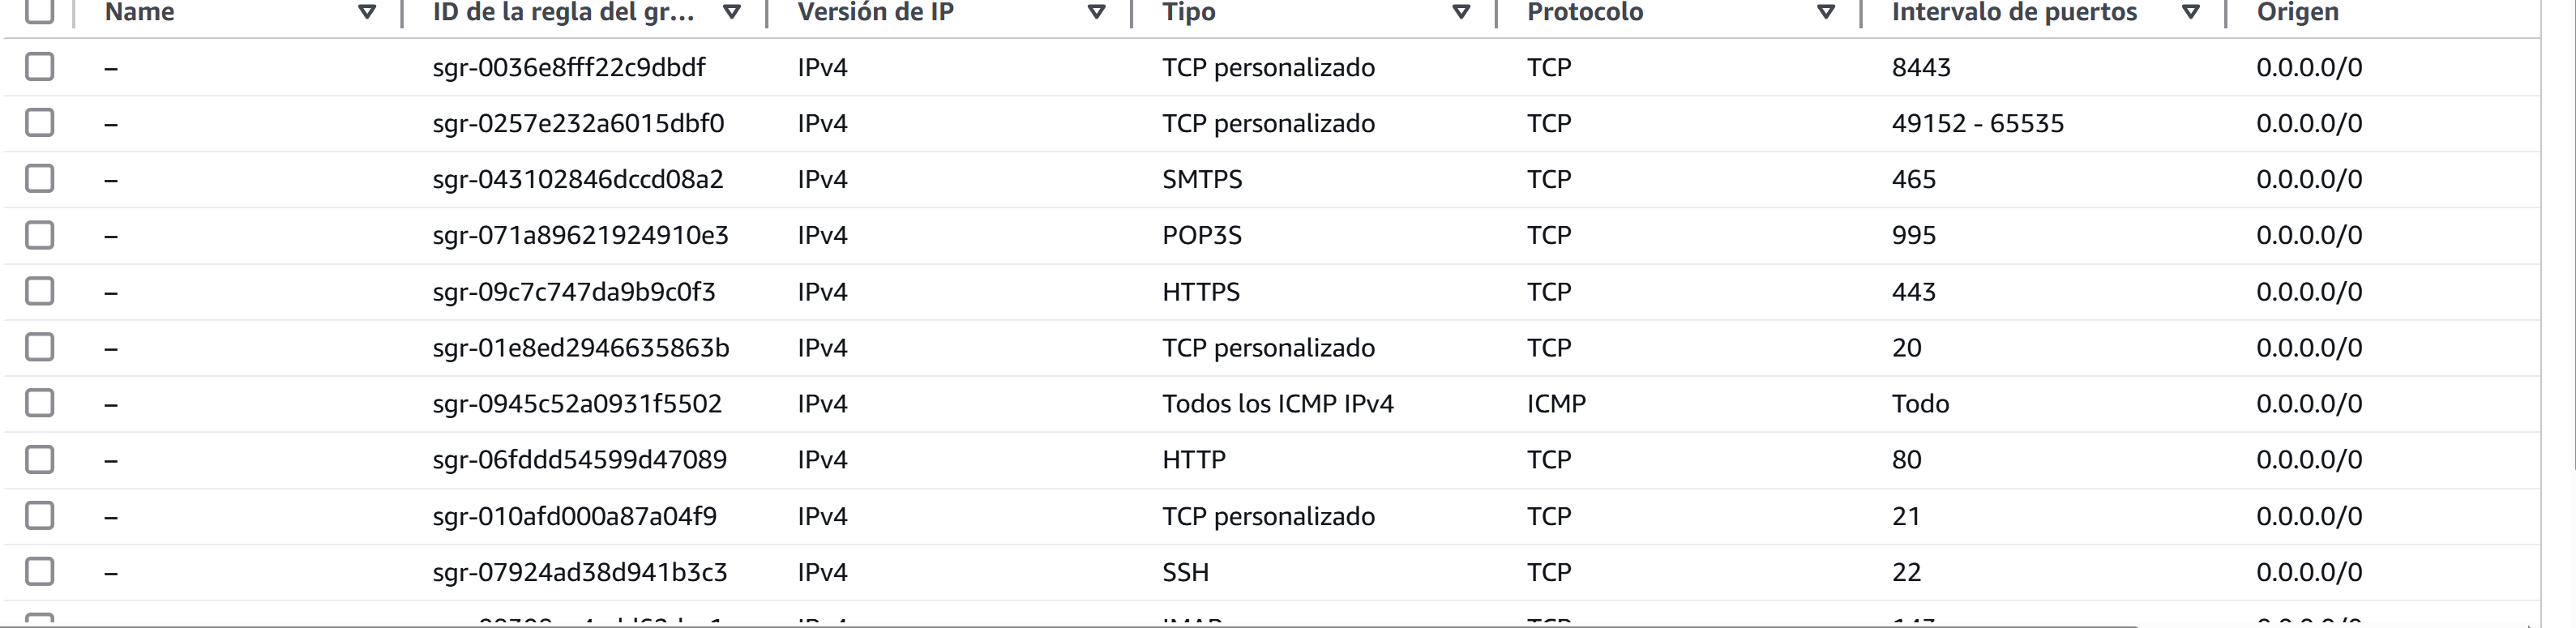 Name ID de la regla del gr... Versión de IP Tipo Protocolo Intervalo de puertos Origen
– sgr-0036e8fff22c9dbdf IPv4 TCP personalizado TCP 8443 0.0.0.0/0
– sgr-0257e232a6015dbf0 IPv4 TCP personalizado TCP 49152 - 65535 0.0.0.0/0
– sgr-043102846dccd08a2 IPv4 SMTPS TCP 465 0.0.0.0/0
– sgr-071a89621924910e3 IPv4 POP3S TCP 995 0.0.0.0/0
– sgr-09c7c747da9b9c0f3 IPv4 HTTPS TCP 443 0.0.0.0/0
– sgr-01e8ed2946635863b IPv4 TCP personalizado TCP 20 0.0.0.0/0
– sgr-0945c52a0931f5502 IPv4 Todos los ICMP IPv4 ICMP Todo 0.0.0.0/0
– sgr-06fddd54599d47089 IPv4 HTTP TCP 80 0.0.0.0/0
– sgr-010afd000a87a04f9 IPv4 TCP personalizado TCP 21 0.0.0.0/0
– sgr-07924ad38d941b3c3 IPv4 SSH TCP 22 0.0.0.0/0